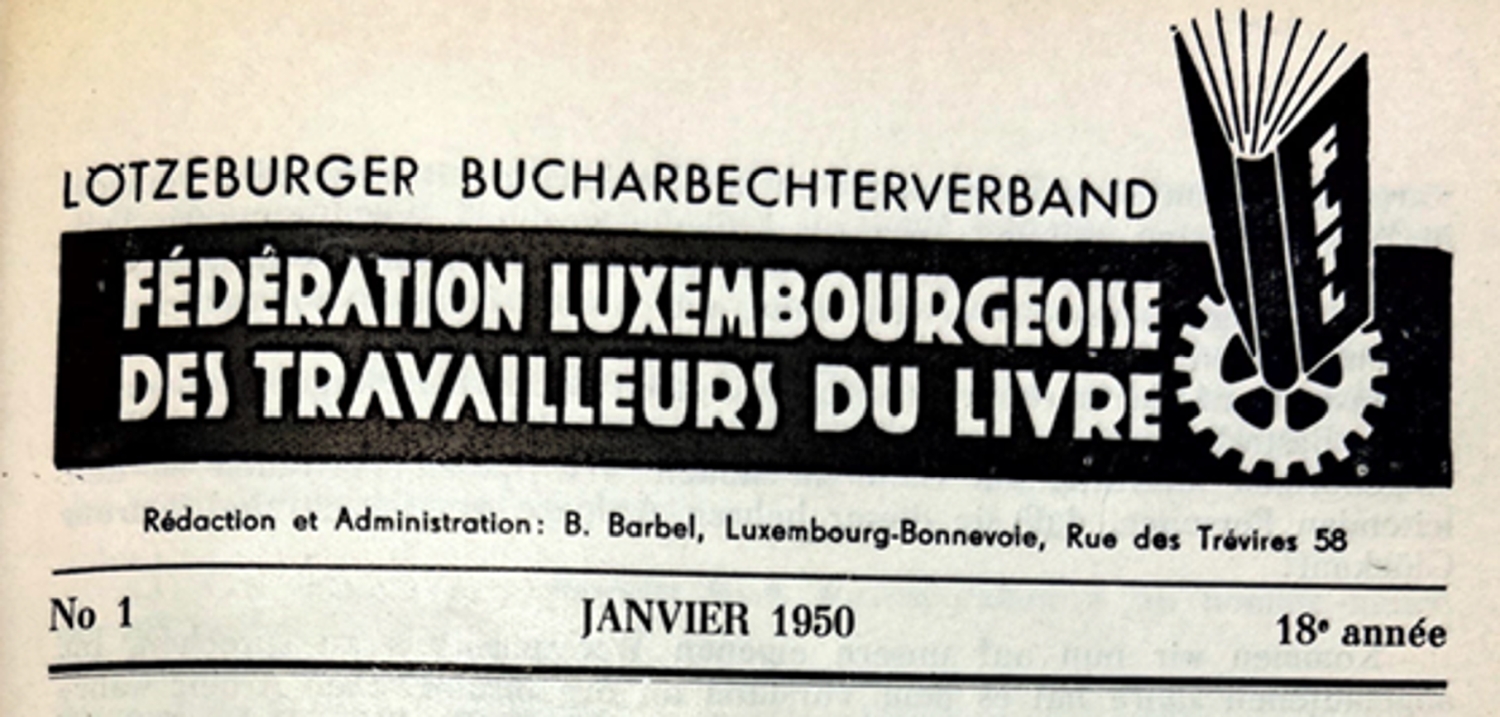 LÖTZEBURGER BUCHARBECHTERVERBAND
FÉDÉRATION LUXEMBOURGEOISE
DES TRAVAILLEURS DU LIVRE
FLTL
Rédaction et Administration: B. Barbel, Luxembourg-Bonnevoie, Rue des Trévires 58
No 1 JANVIER 1950 18e année